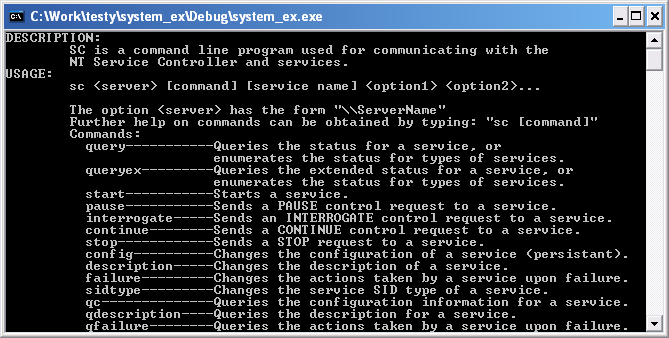 C:\Work\testy\system_ex\Debug\system_ex.exe
DESCRIPTION:
SC is a command line program used for communicating with the
NT Service Controller and services.
USAGE:
sc <server> [command] [service name] <option1> <option2>...
The option <server> has the form "\\ServerName"
Further help on commands can be obtained by typing: "sc [command]"
Commands:
query-----------Queries the status for a service, or
enumerates the status for types of services.
queryex---------Queries the extended status for a service, or
enumerates the status for types of services.
start-----------Starts a service.
pause-----------Sends a PAUSE control request to a service.
interrogate-----Sends an INTERROGATE control request to a service.
continue--------Sends a CONTINUE control request to a service.
stop------------Sends a STOP request to a service.
config----------Changes the configuration of a service (persistant).
description-----Changes the description of a service.
failure---------Changes the actions taken by a service upon failure.
sidtype---------Changes the service SID type of a service.
qc--------------Queries the configuration information for a service.
qdescription----Queries the description for a service.
qfailure--------Queries the actions taken by a service upon failure.